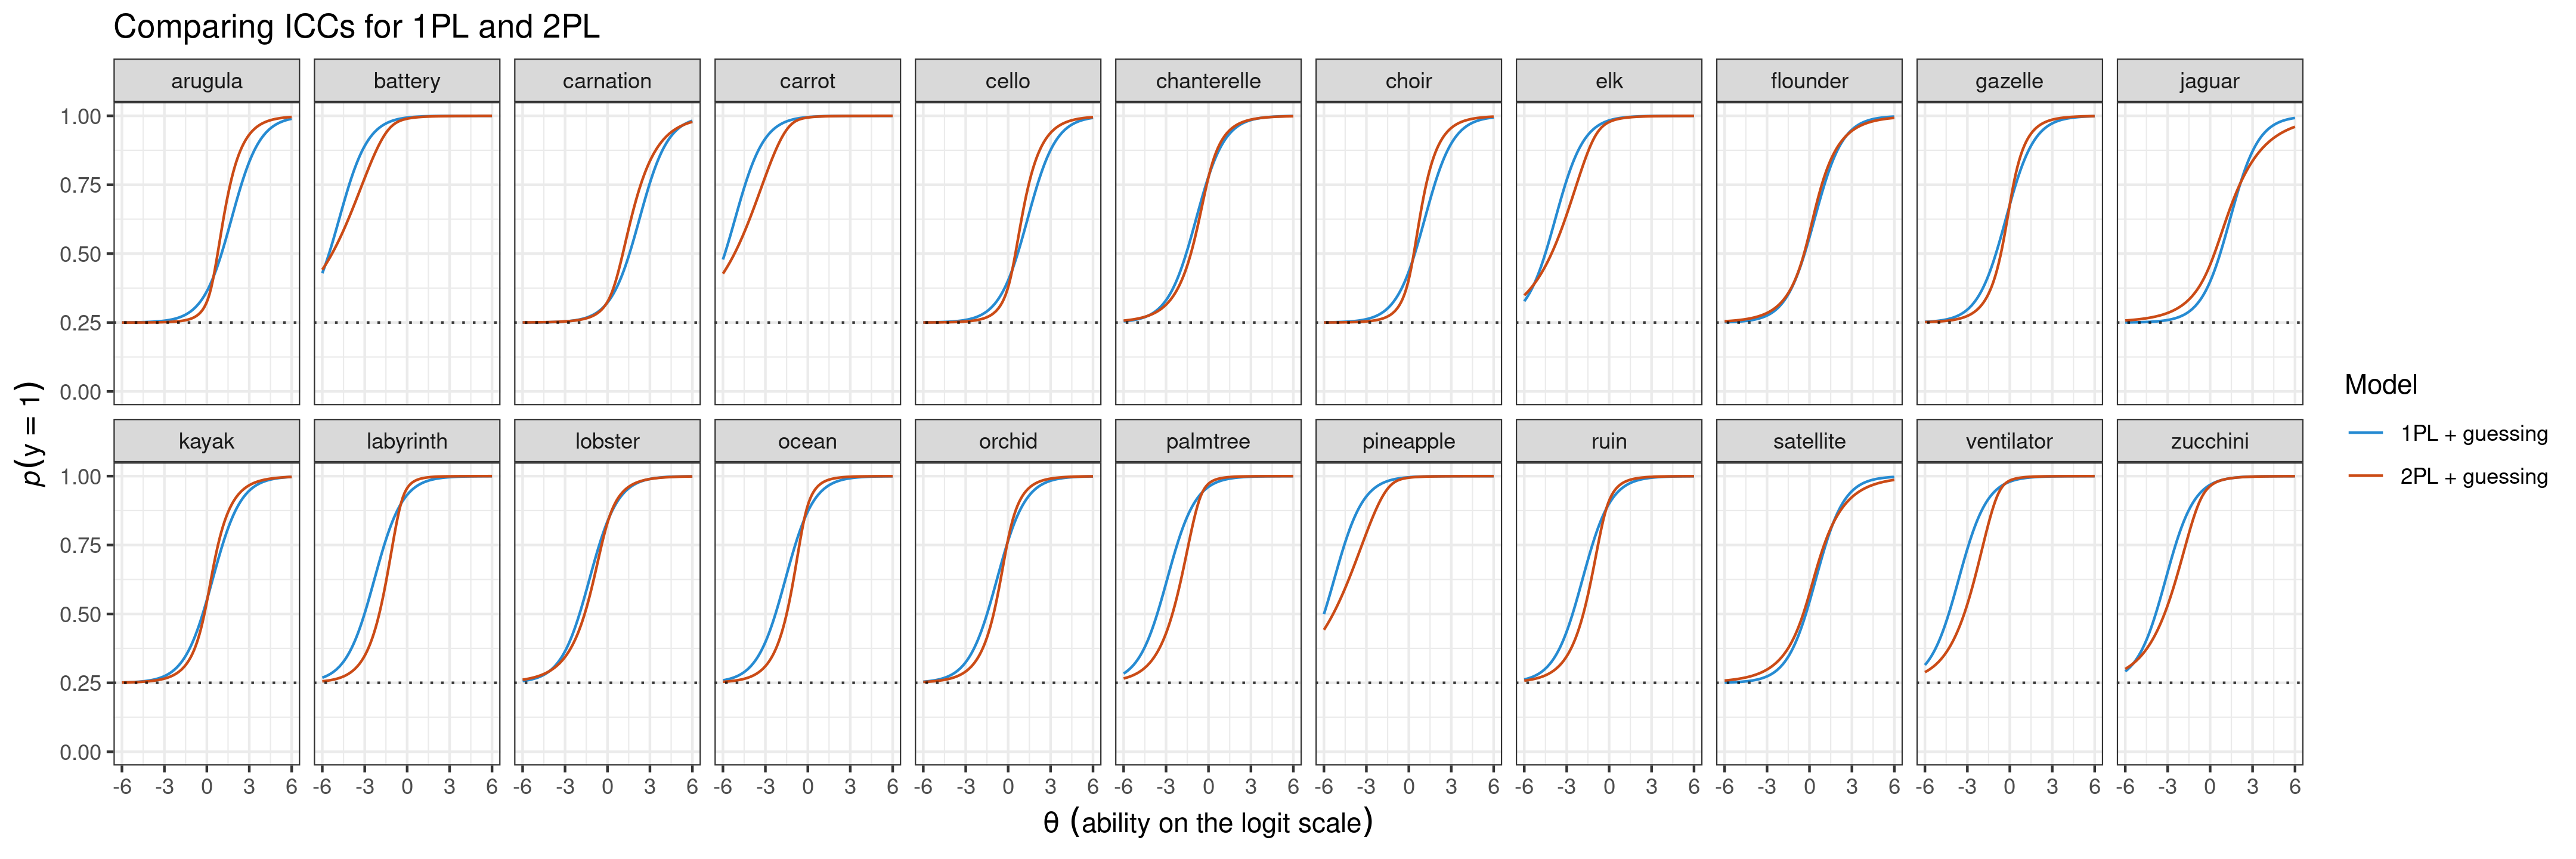 Comparing ICCs for 1PL and 2PL
arugula battery carnation carrot cello chanterelle choir elk flounder gazelle jaguar
1.00
0.75
0.50
0.25
0.00
kayak labyrinth lobster ocean orchid palmtree pineapple ruin satellite ventilator zucchini
1.00
0.75
0.50
0.25
0.00
-6 -3 0 3 6 -6 -3 0 3 6 -6 -3 0 3 6 -6 -3 0 3 6 -6 -3 0 3 6 -6 -3 0 3 6 -6 -3 0 3 6 -6 -3 0 3 6 -6 -3 0 3 6 -6 -3 0 3 6 -6 -3 0 3 6
θ (ability on the logit scale)
p(y = 1)
Model
1PL + guessing
2PL + guessing